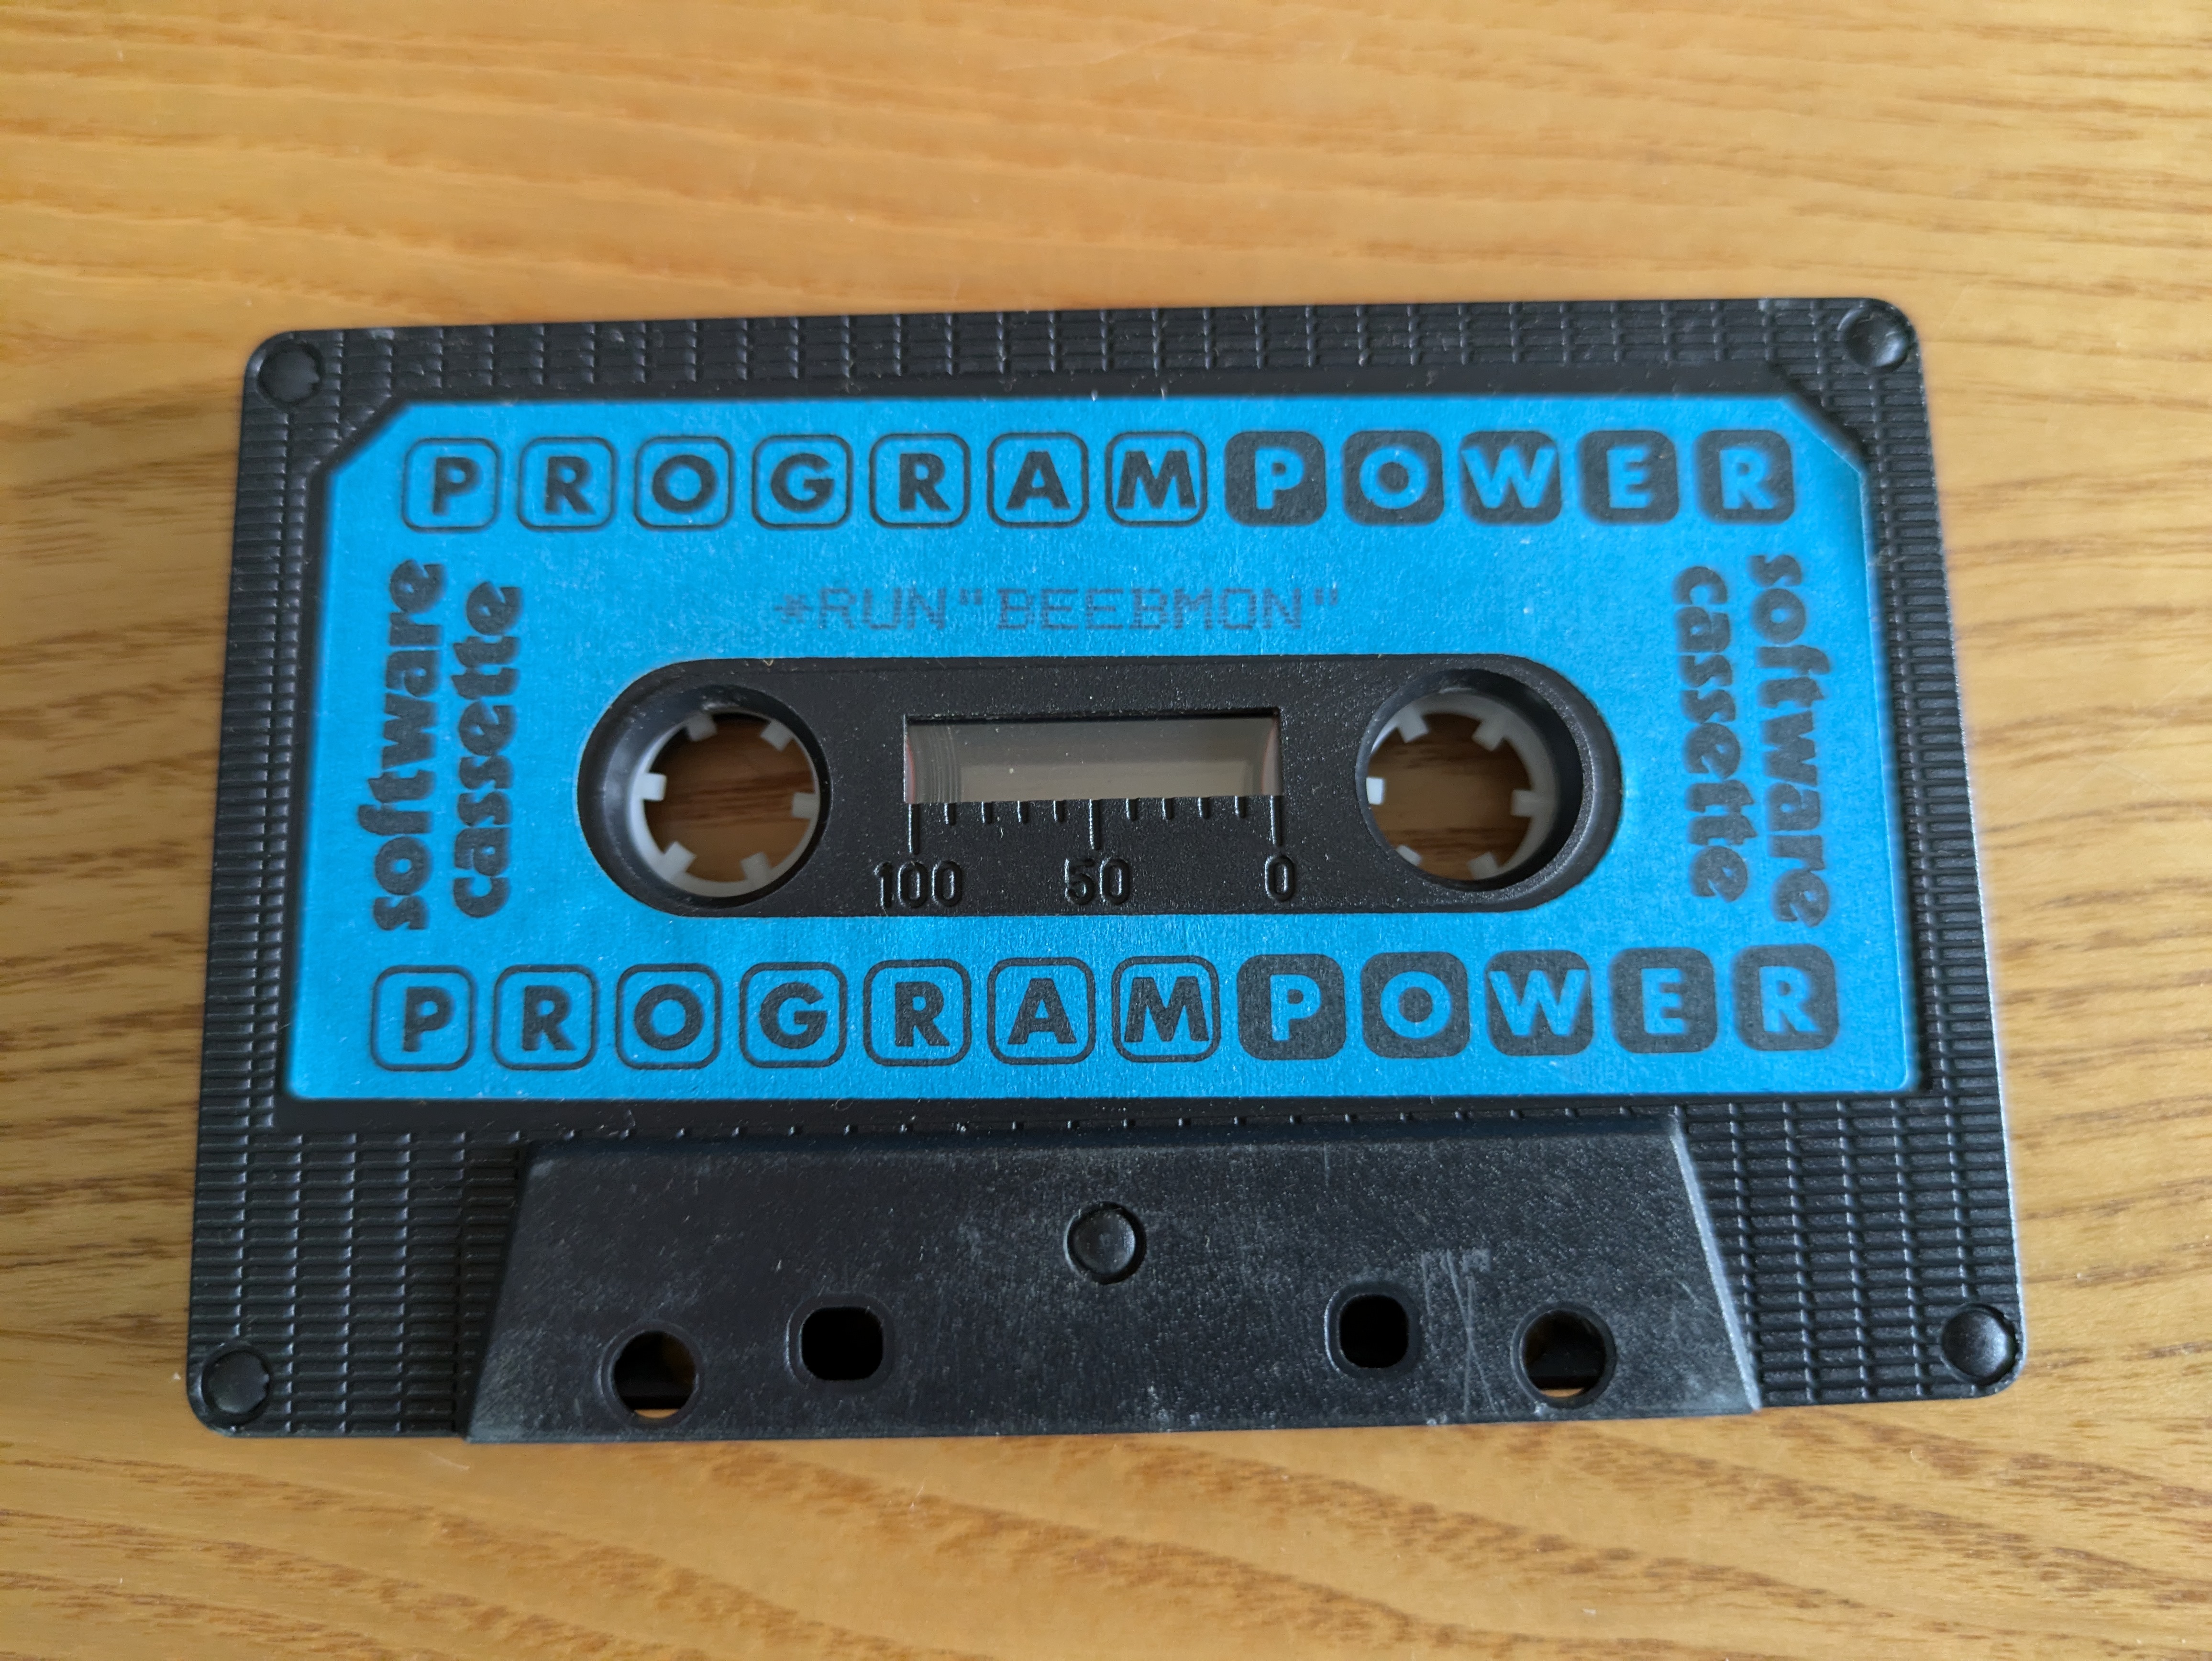 PROGRAMPOWER
*RUN"BEEBMON"
software
cassette
software
cassette
100 50 0
PROGRAMPOWER